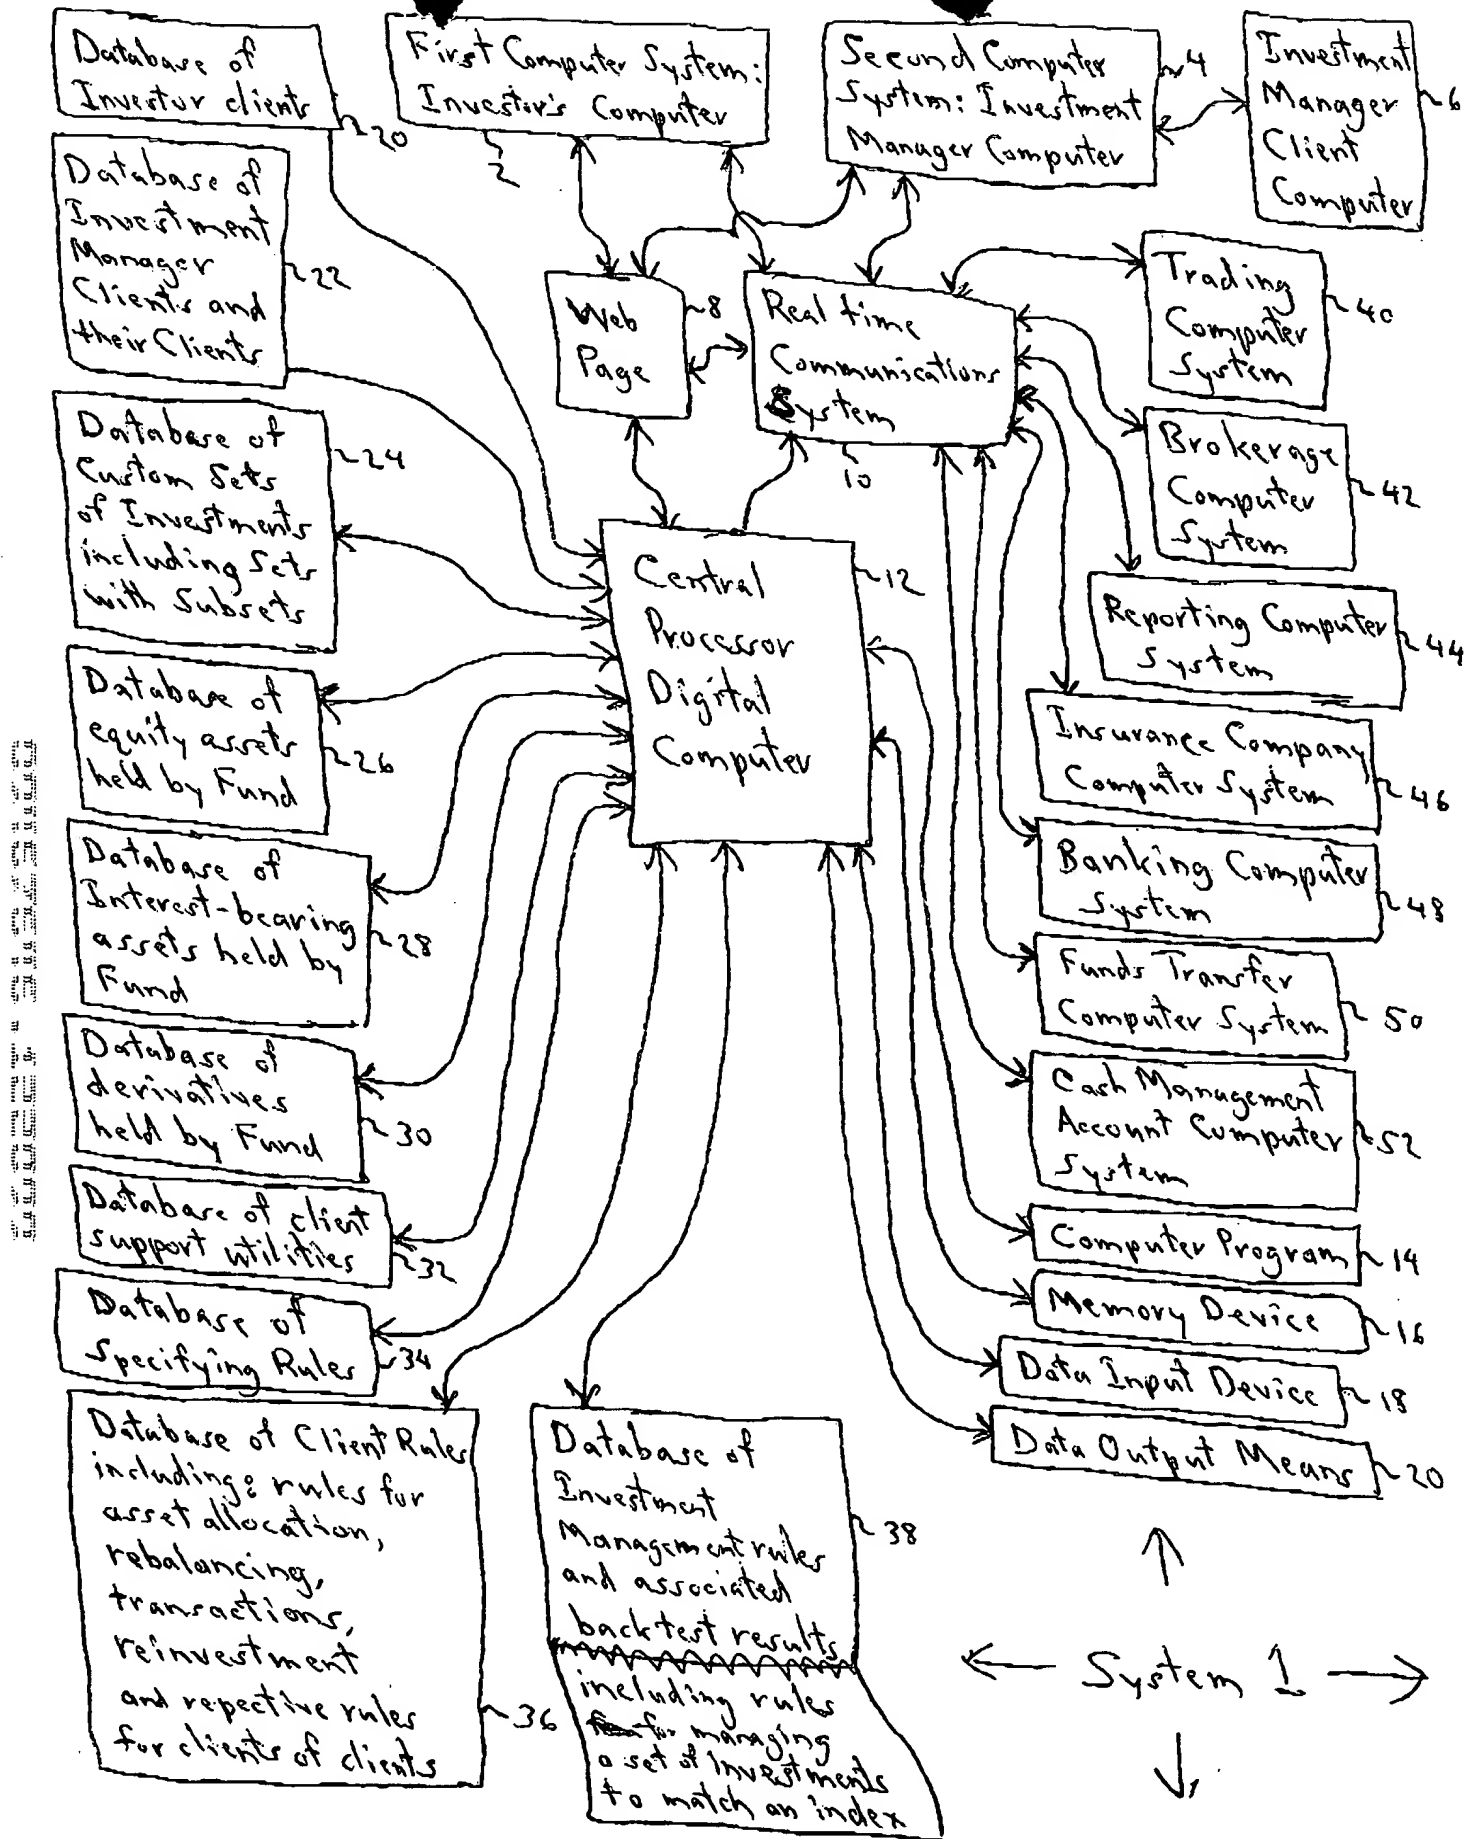 Database of
Investor clients
20
First Computer System:
Investor's Computer
2
Second Computer
System: Investment
Manager Computer
4
Investment
Manager
Client
Computer
6
Database of
Investment
Manager
Clients and
their Clients
22
Web
Page
8
Real time
Communications
System
10
Trading
Computer
System
40
Database of
Custom Sets
of Investments
including Sets
with Subsets
24
Brokerage
Computer
System
42
Central
Processor
Digital
Computer
12
Reporting Computer
System
44
Database of
equity assets
held by Fund
26
Insurance Company
Computer System
46
Database of
Interest-bearing
assets held by
Fund
28
Banking Computer
System
48
Funds Transfer
Computer System
50
Database of
derivatives
held by Fund
30
Cash Management
Account Computer
System
52
Database of client
support utilities
32
Computer Program
14
Database of
Specifying Rules
34
Memory Device
16
Data Input Device
18
Data Output Means
20
Database of Client Rules
including: rules for
asset allocation,
rebalancing,
transactions,
reinvestment
and repective rules
for clients of clients
36
Database of
Investment
Management rules
and associated
backtest results
including rules
for managing
a set of Investments
to match an index
38
System 1